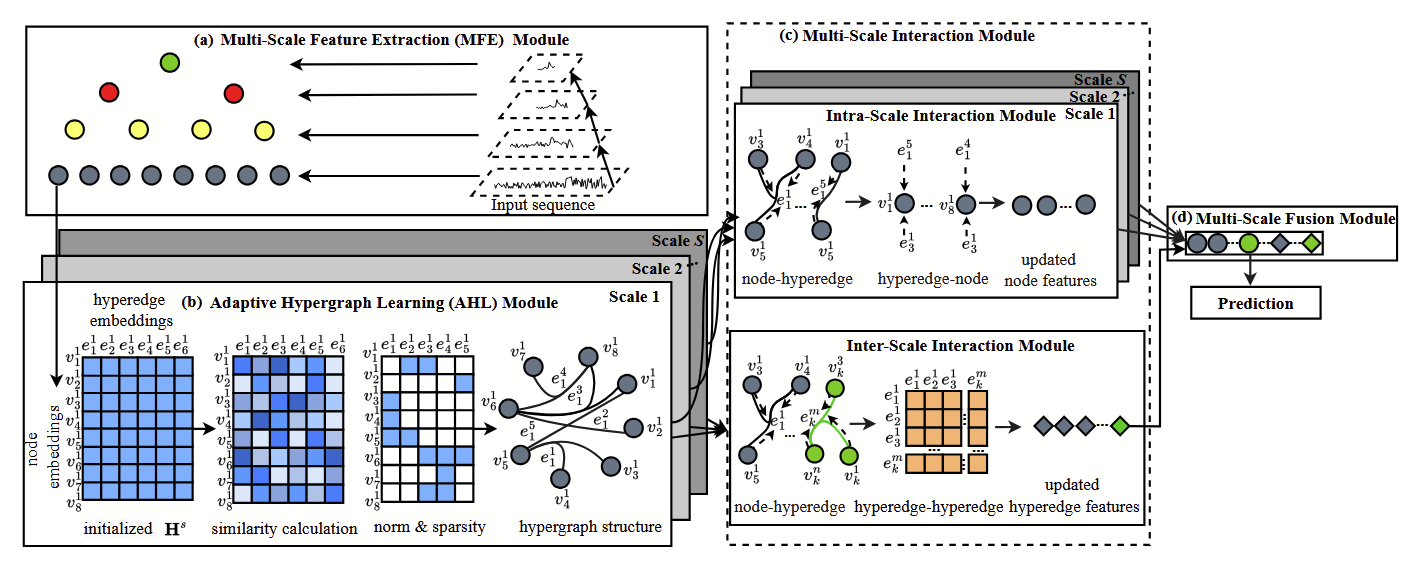 (a) Multi-Scale Feature Extraction (MFE) Module
Input sequence
Scale S
Scale 2 ...
Scale 1
(b) Adaptive Hypergraph Learning (AHL) Module
hyperedge
embeddings
node
embeddings
e_1^1 e_2^1 e_3^1 e_4^1 e_5^1 e_6^1
v_1^1
v_2^1
v_3^1
v_4^1
v_5^1
v_6^1
v_7^1
v_8^1
initialized H^s
e_1^1 e_2^1 e_3^1 e_4^1 e_5^1 e_6^1
v_1^1
v_2^1
v_3^1
v_4^1
v_5^1
v_6^1
v_7^1
v_8^1
similarity calculation
e_1^1 e_2^1 e_3^1 e_4^1 e_5^1
v_1^1
v_2^1
v_3^1
v_4^1
v_5^1
v_6^1
v_7^1
v_8^1
norm & sparsity
v_7^1 v_8^1
e_1^4
v_6^1 e_1^3 v_1^1
e_1^2
e_1^5 v_2^1
v_5^1 e_1^1 v_3^1
v_4^1
hypergraph structure
(c) Multi-Scale Interaction Module
Scale S
Scale 2 ...
Scale 1
Intra-Scale Interaction Module
v_3^1 v_4^1 v_1^1
e_1^1 ... e_1^5
v_5^1 v_5^1
node-hyperedge
e_1^5 e_1^4
v_1^1 ... v_8^1
e_3^1 e_3^1
hyperedge-node
...
updated
node features
Inter-Scale Interaction Module
v_3^1 v_4^1 v_k^3
e_1^1 ... e_k^m
v_5^1 v_k^n v_k^1
node-hyperedge
e_1^1 e_2^1 e_3^1 e_k^m
e_1^1
e_2^1
e_3^1
e_k^m
...
hyperedge-hyperedge
...
updated
hyperedge features
(d) Multi-Scale Fusion Module
Prediction